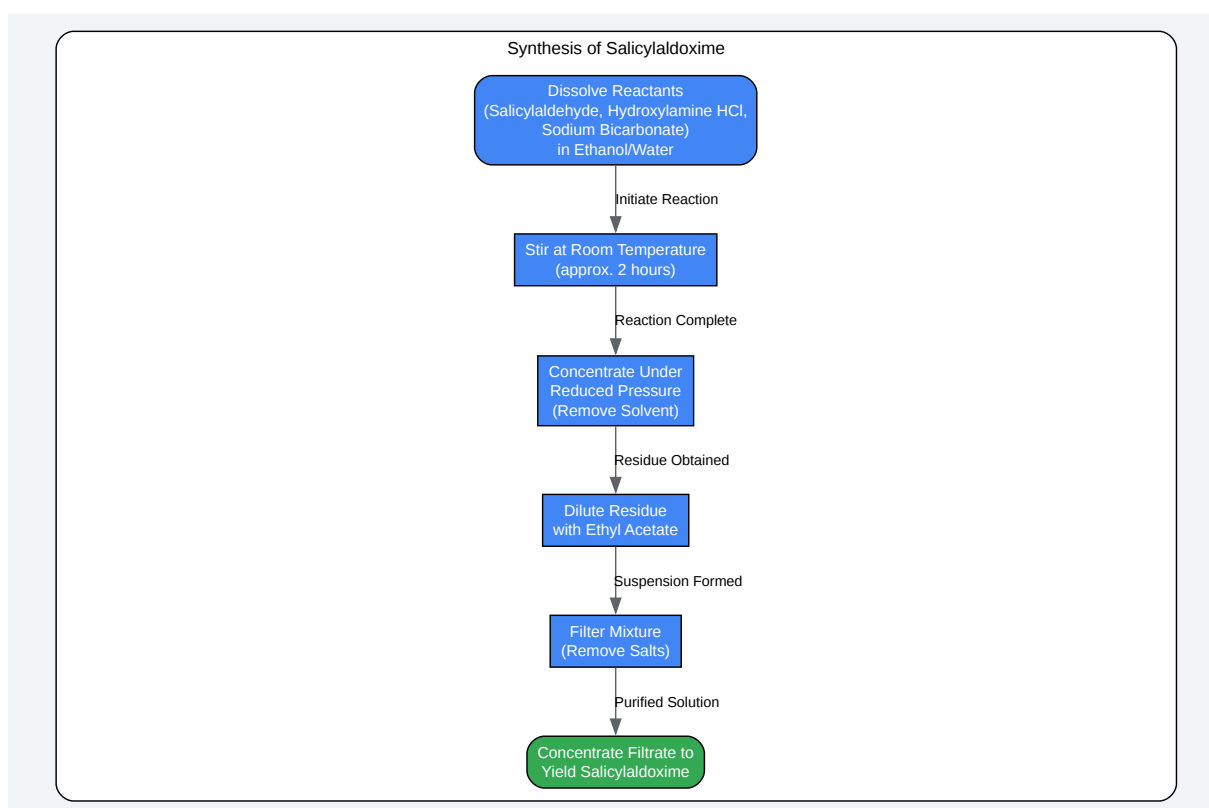 Synthesis of Salicylaldoxime
Dissolve Reactants
(Salicylaldehyde, Hydroxylamine HCl,
Sodium Bicarbonate)
in Ethanol/Water
Initiate Reaction
Stir at Room Temperature
(approx. 2 hours)
Reaction Complete
Concentrate Under
Reduced Pressure
(Remove Solvent)
Residue Obtained
Dilute Residue
with Ethyl Acetate
Suspension Formed
Filter Mixture
(Remove Salts)
Purified Solution
Concentrate Filtrate to
Yield Salicylaldoxime